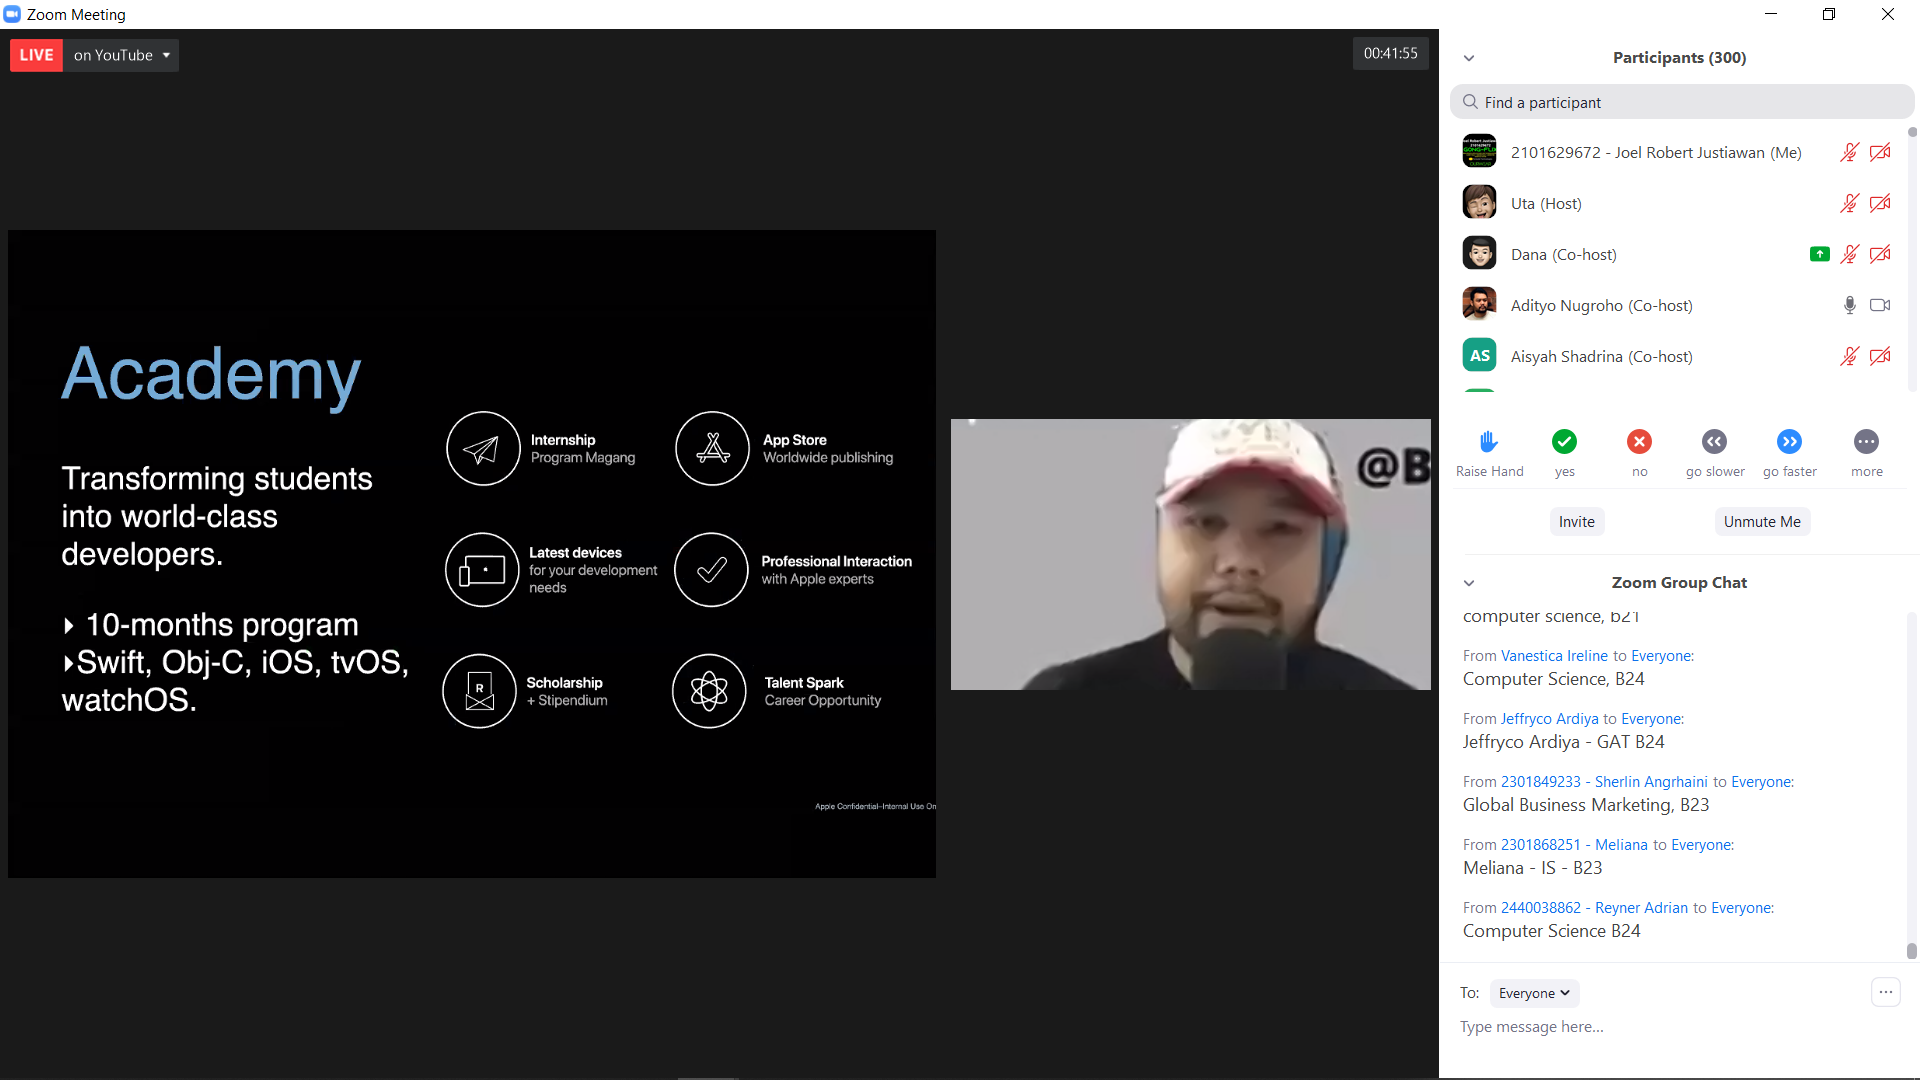 Zoom Meeting
LIVE on YouTube
00:41:55
Academy
Transforming students
into world-class
developers.
10-months program
Swift, Obj-C, iOS, tvOS,
watchOS.
Internship
Program Magang
App Store
Worldwide publishing
Latest devices
for your development
needs
Professional Interaction
with Apple experts
R
Scholarship
+ Stipendium
Talent Spark
Career Opportunity
Apple Confidential–Internal Use On
@B
Participants (300)
Find a participant
2101629672 - Joel Robert Justiawan (Me)
Uta (Host)
Dana (Co-host)
Adityo Nugroho (Co-host)
AS
Aisyah Shadrina (Co-host)
Raise Hand
yes
no
go slower
go faster
more
Invite
Unmute Me
Zoom Group Chat
computer science, b21
From Vanestica Ireline to Everyone:
Computer Science, B24
From Jeffryco Ardiya to Everyone:
Jeffryco Ardiya - GAT B24
From 2301849233 - Sherlin Angrhaini to Everyone:
Global Business Marketing, B23
From 2301868251 - Meliana to Everyone:
Meliana - IS - B23
From 2440038862 - Reyner Adrian to Everyone:
Computer Science B24
To: Everyone
Type message here...